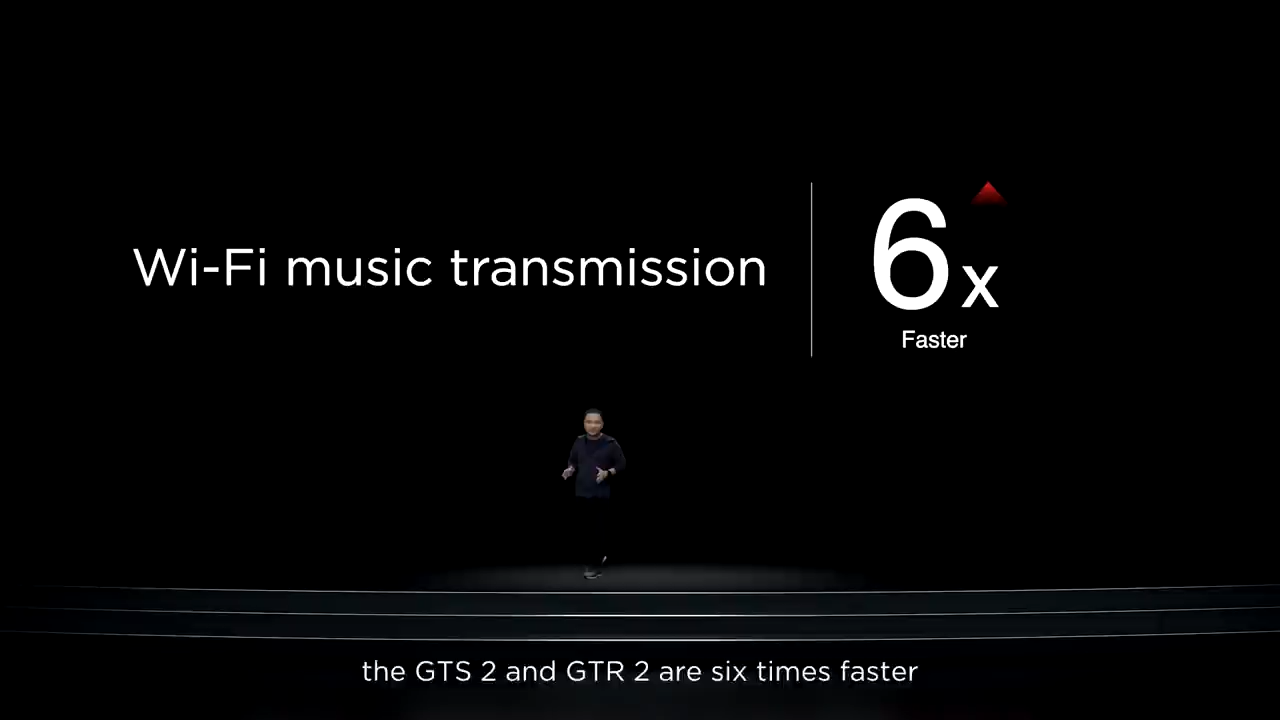 Wi-Fi music transmission
6x
Faster
the GTS 2 and GTR 2 are six times faster